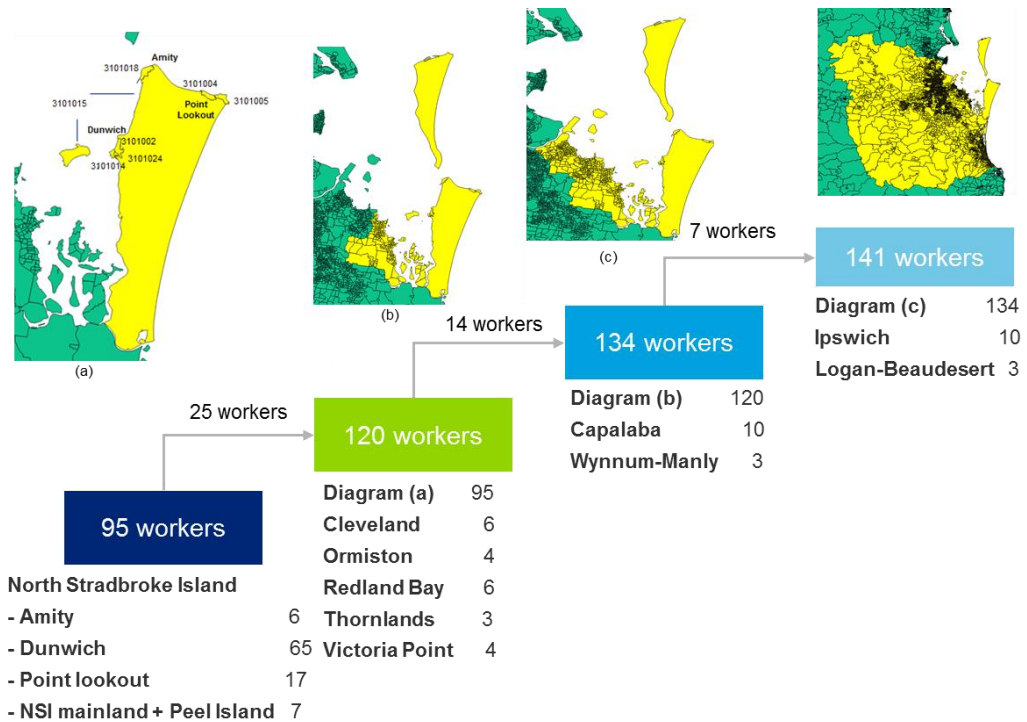 Amity
3101018
3101004
3101015
3101005
Point
Lookout
Dunwich
3101002
3101024
3101014
(a)
(b)
(c)
7 workers
141 workers
Diagram (c) 134
Ipswich 10
Logan-Beaudesert 3
14 workers
134 workers
Diagram (b) 120
Capalaba 10
Wynnum-Manly 3
25 workers
120 workers
Diagram (a) 95
Cleveland 6
Ormiston 4
Redland Bay 6
Thornlands 3
Victoria Point 4
95 workers
North Stradbroke Island
- Amity 6
- Dunwich 65
- Point lookout 17
- NSI mainland + Peel Island 7